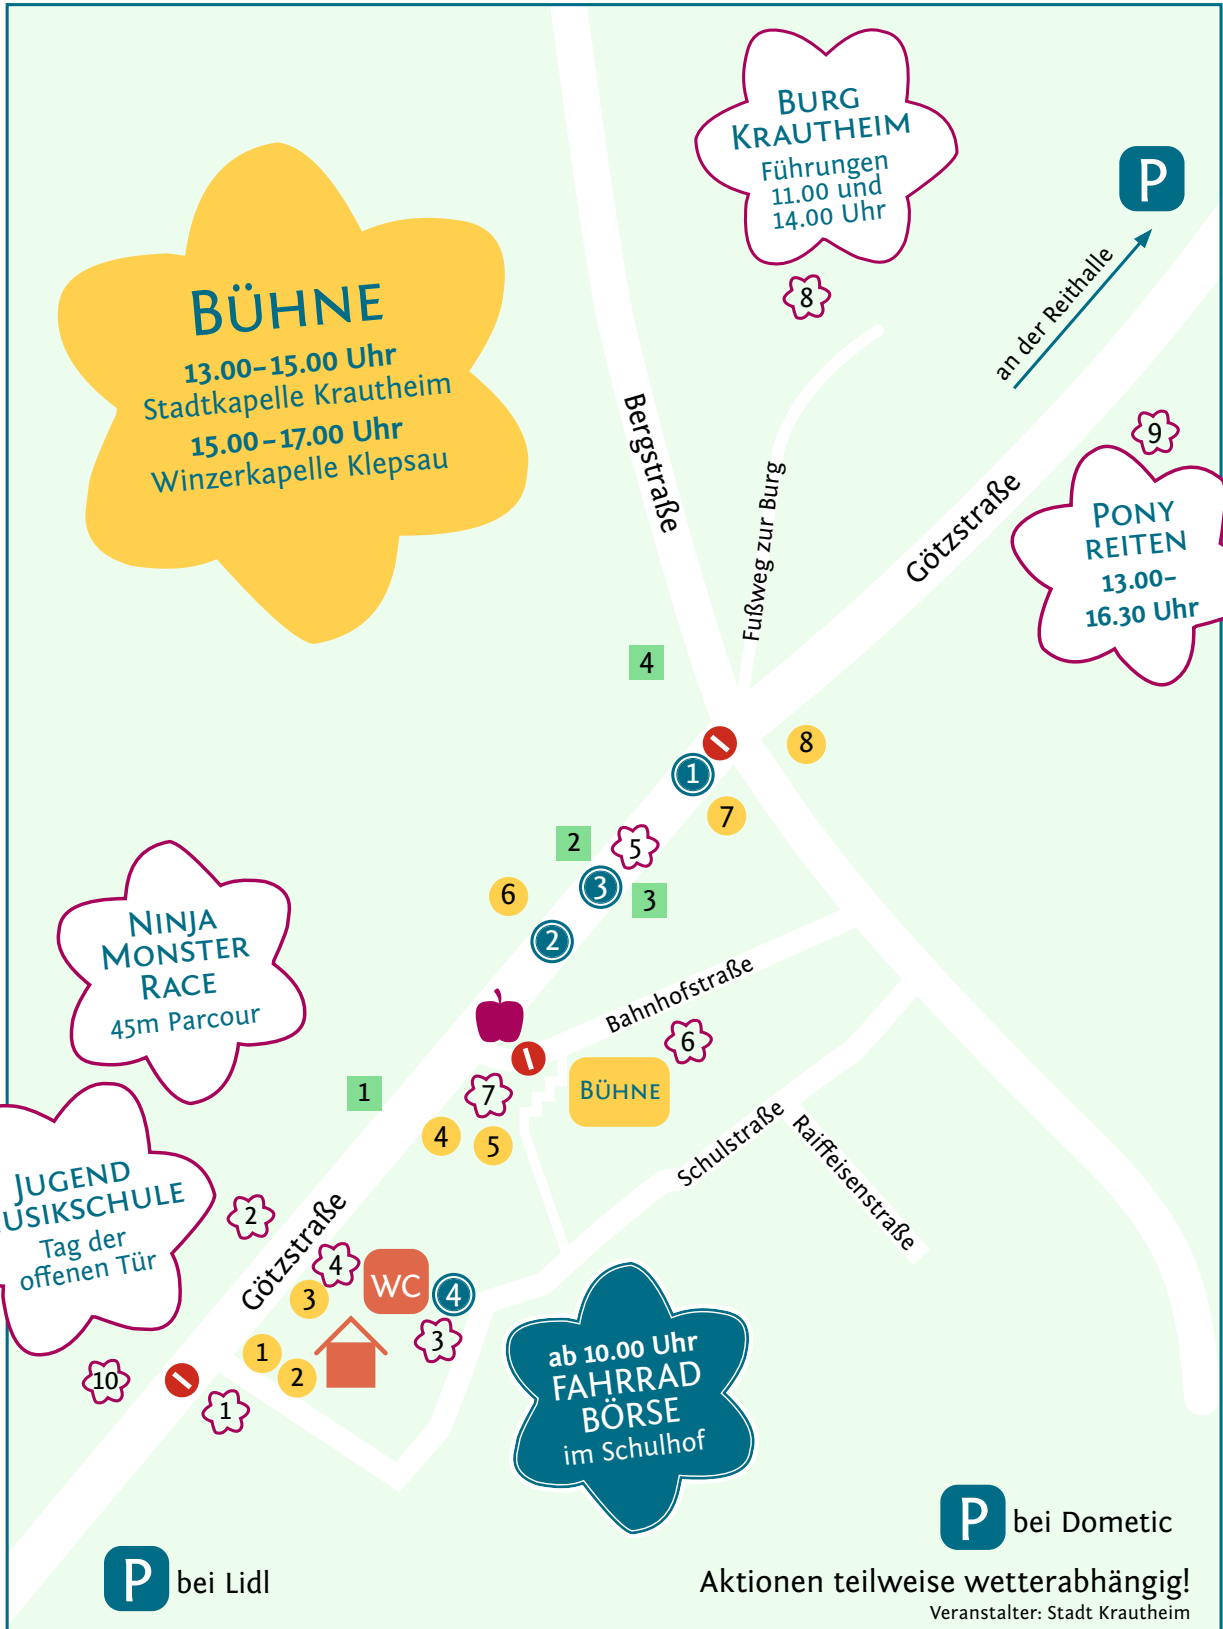 BURG
KRAUTHEIM
Führungen
11.00 und
14.00 Uhr
8
P
an der Reithalle
BÜHNE
13.00–15.00 Uhr
Stadtkapelle Krautheim
15.00–17.00 Uhr
Winzerkapelle Klepsau
Bergstraße
Fußweg zur Burg
Götzstraße
9
PONY
REITEN
13.00–
16.30 Uhr
4
8
1
7
2
5
3
3
6
2
NINJA
MONSTER
RACE
45m Parcour
Bahnhofstraße
6
BÜHNE
1
7
4
5
Schulstraße
Raiffeisenstraße
JUGEND
USIKSCHULE
Tag der
offenen Tür
2
Götzstraße
4
WC
4
3
3
1
2
10
1
ab 10.00 Uhr
FAHRRAD
BÖRSE
im Schulhof
P bei Dometic
P bei Lidl
Aktionen teilweise wetterabhängig!
Veranstalter: Stadt Krautheim